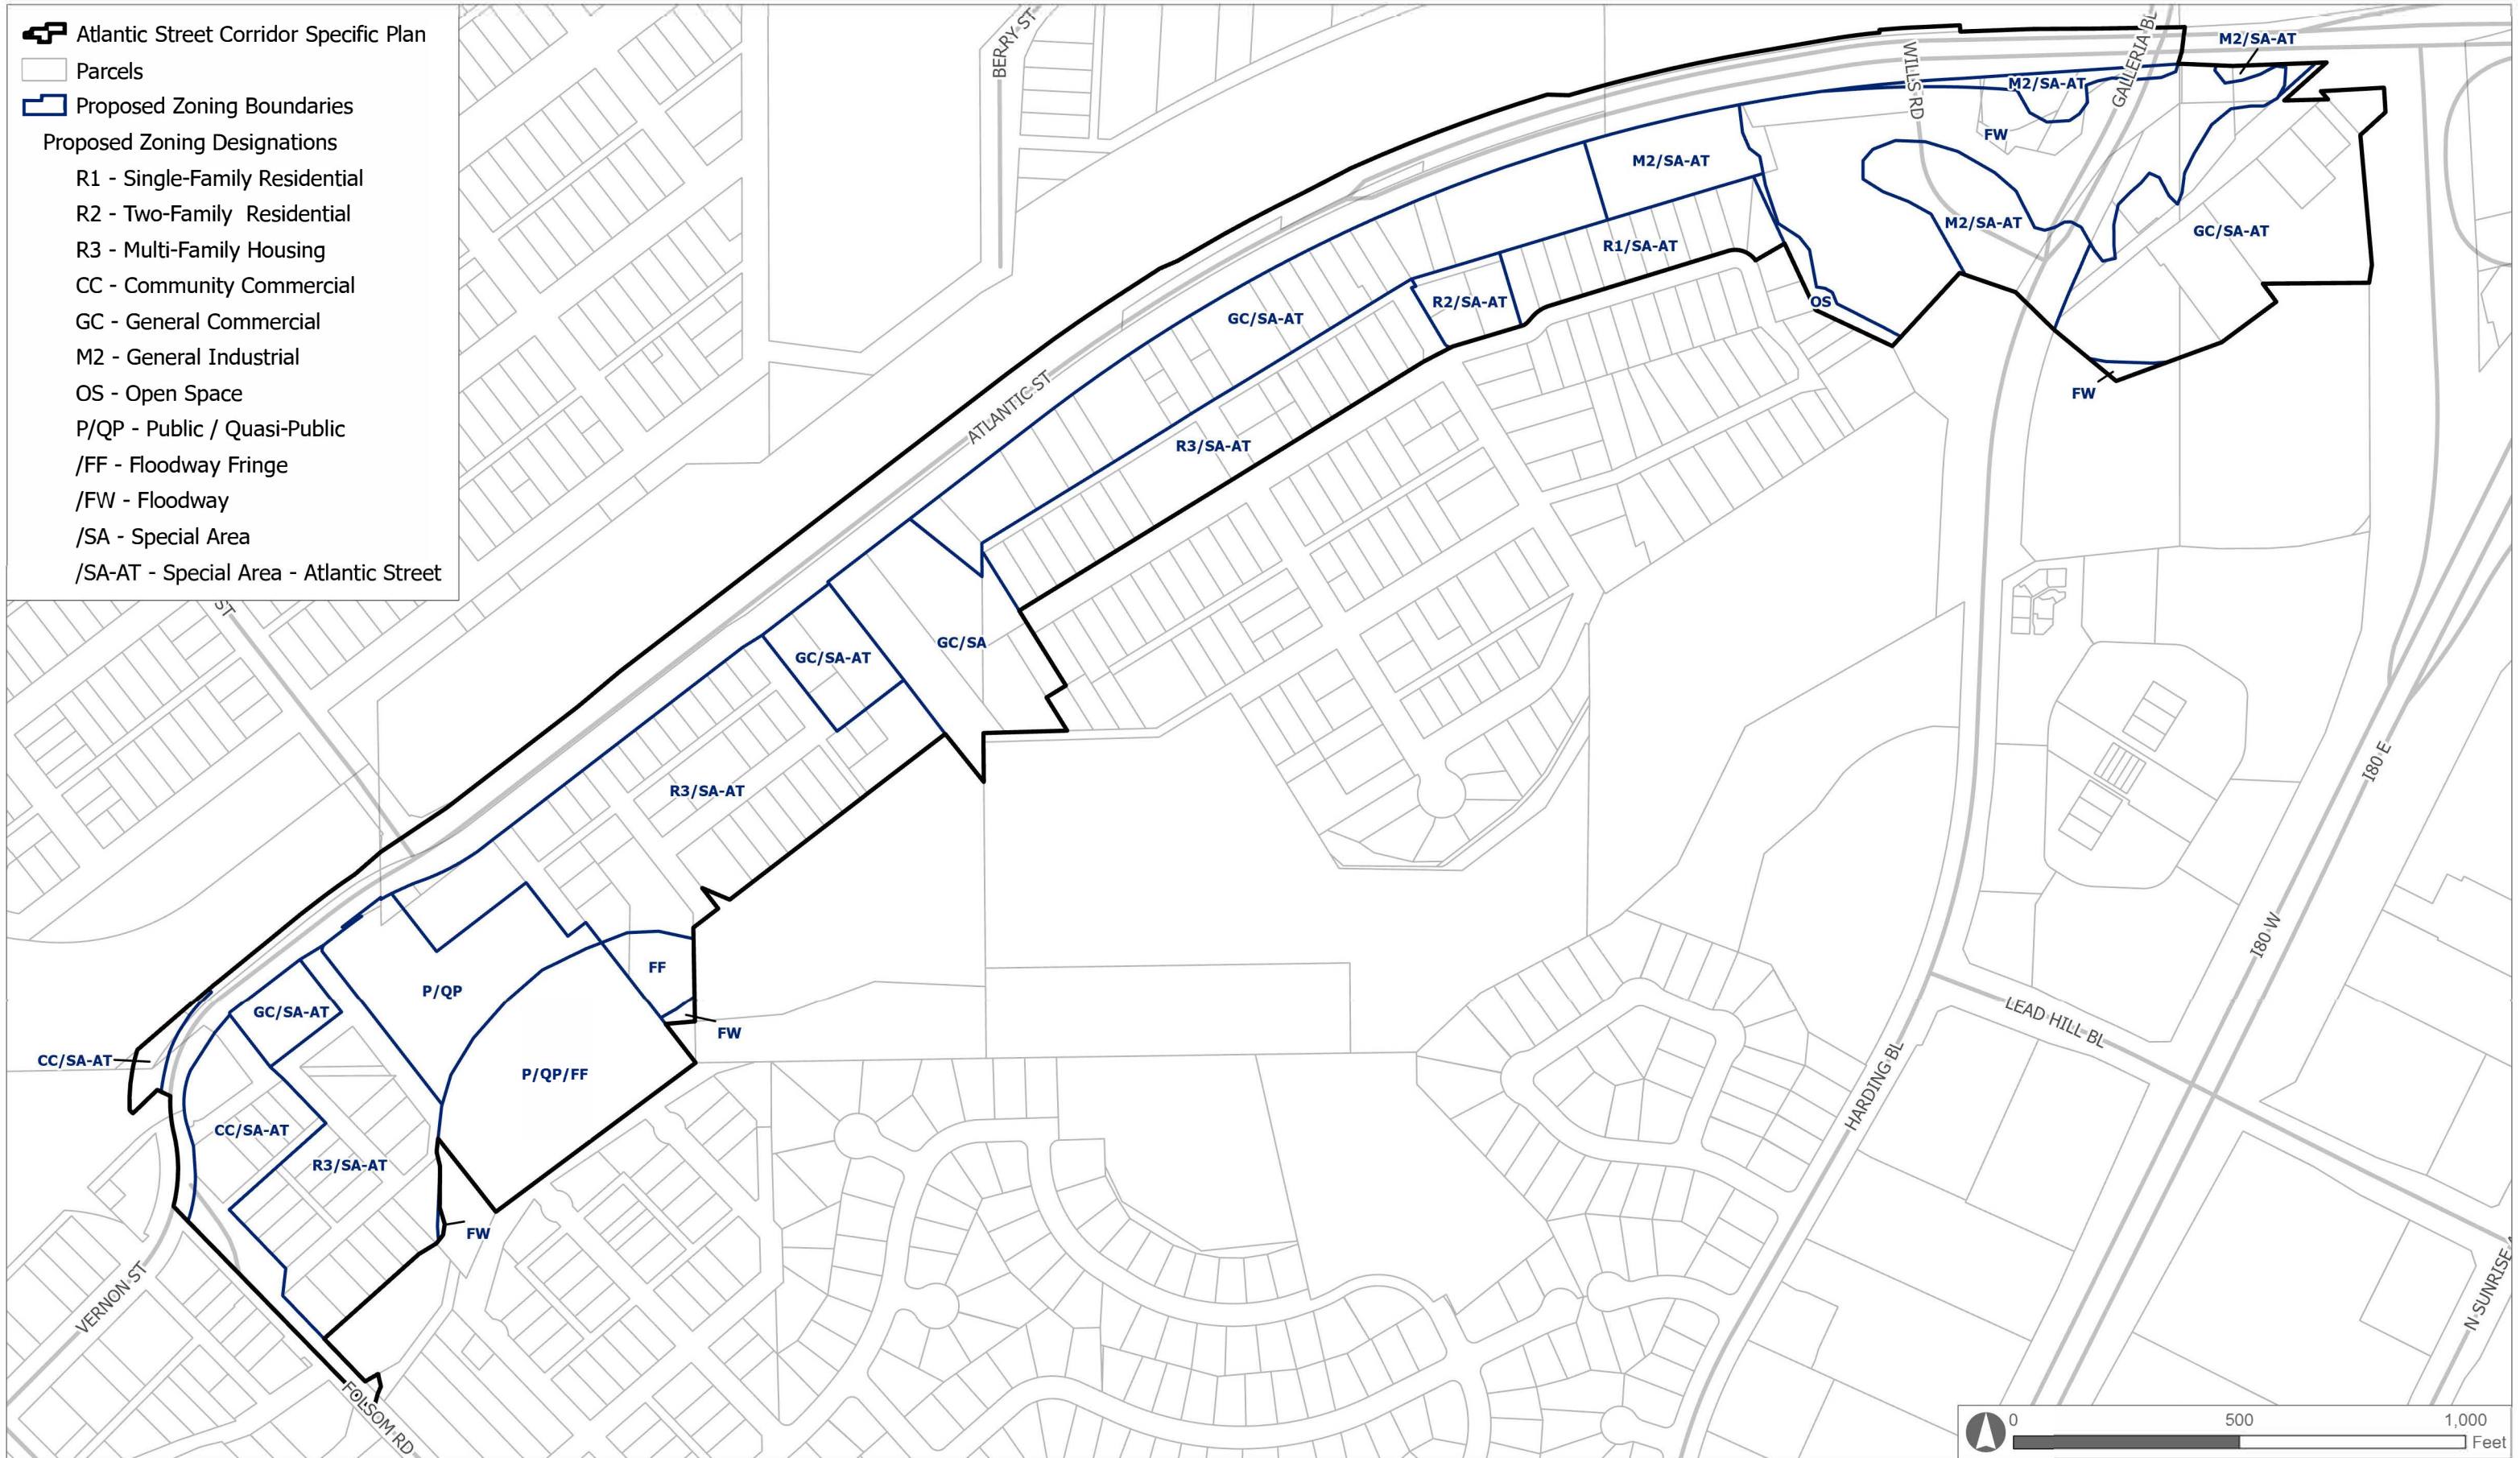 Atlantic Street Corridor Specific Plan
Parcels
Proposed Zoning Boundaries
Proposed Zoning Designations
R1 - Single-Family Residential
R2 - Two-Family Residential
R3 - Multi-Family Housing
CC - Community Commercial
GC - General Commercial
M2 - General Industrial
OS - Open Space
P/QP - Public / Quasi-Public
/FF - Floodway Fringe
/FW - Floodway
/SA - Special Area
/SA-AT - Special Area - Atlantic Street
BERRY ST
WILLS RD
GALLERIA BL
M2/SA-AT
M2/SA-AT
FW
M2/SA-AT
M2/SA-AT
GC/SA-AT
R1/SA-AT
R2/SA-AT
OS
GC/SA-AT
FW
ATLANTIC ST
R3/SA-AT
ST
GC/SA
GC/SA-AT
R3/SA-AT
I80 E
I80 W
FF
P/QP
GC/SA-AT
FW
LEAD HILL BL
CC/SA-AT
P/QP/FF
HARDING BL
CC/SA-AT
R3/SA-AT
FW
VERNON ST
N SUNRISE
FOLSOM RD
0 500 1,000
Feet